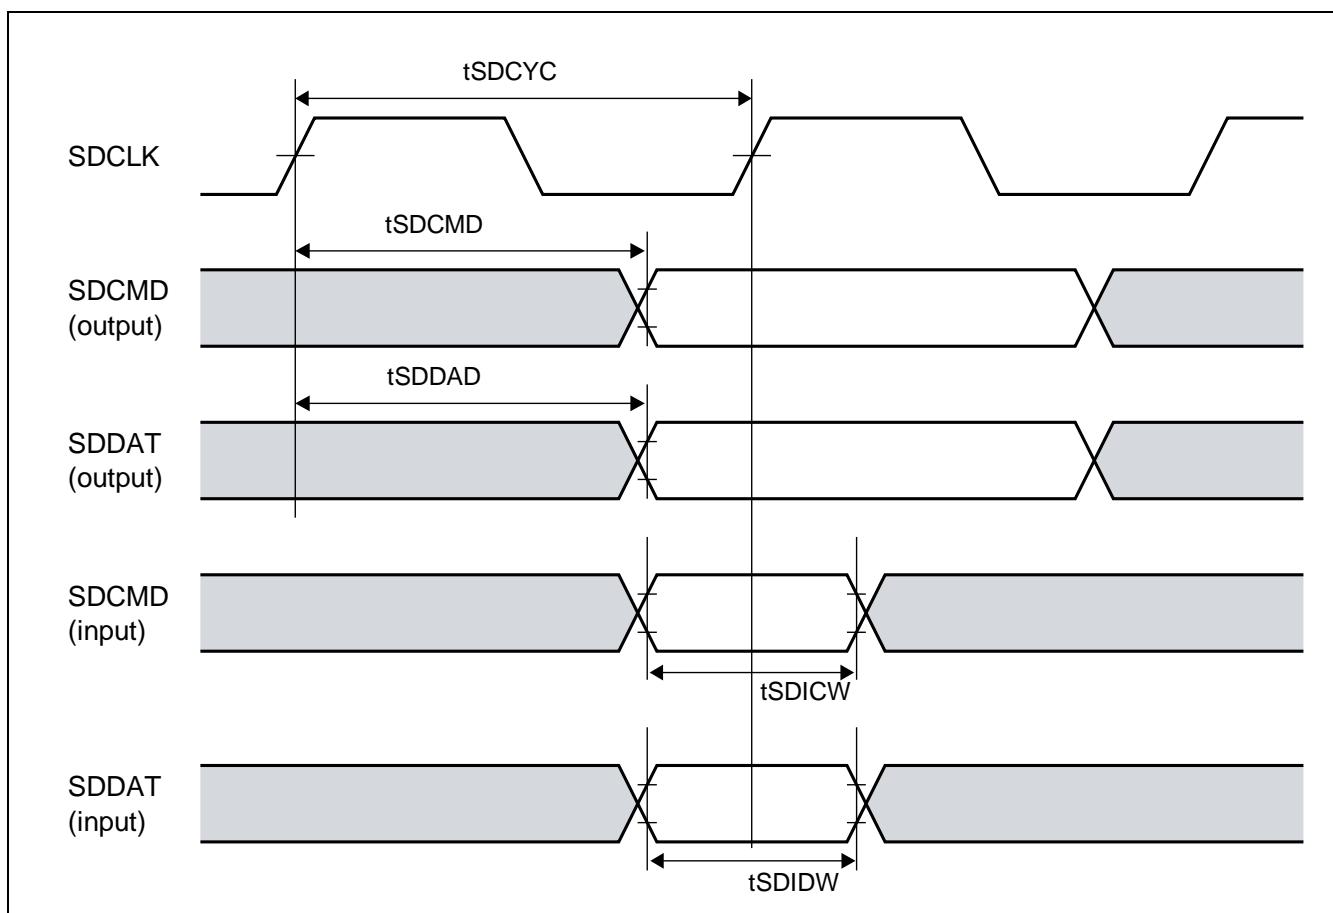 tSDCYC
SDCLK
tSDCMD
SDCMD
(output)
tSDDAD
SDDAT
(output)
SDCMD
(input)
tSDICW
SDDAT
(input)
tSDIDW